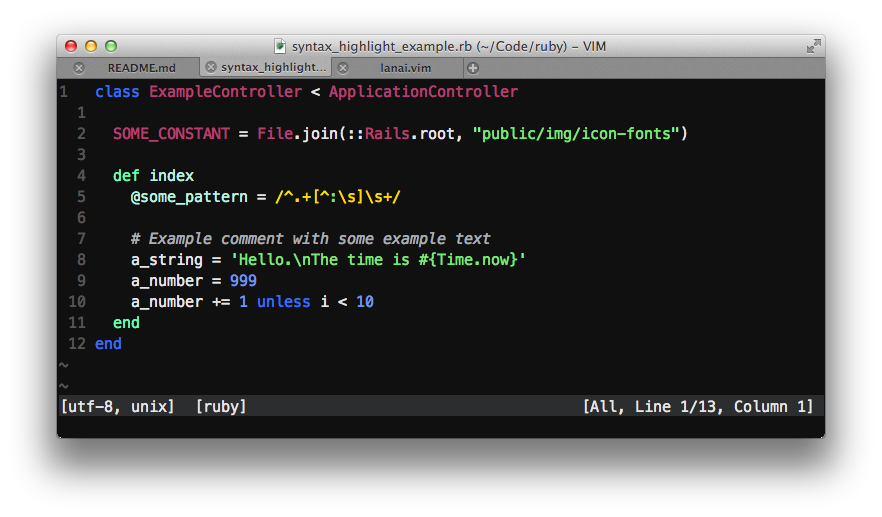 syntax_highlight_example.rb (~/Code/ruby) – VIM
README.md syntax_highlight... lanai.vim
1 class ExampleController < ApplicationController
1
2 SOME_CONSTANT = File.join(::Rails.root, "public/img/icon-fonts")
3
4 def index
5 @some_pattern = /^.+[^:\s]\s+/
6
7 # Example comment with some example text
8 a_string = 'Hello.\nThe time is #{Time.now}'
9 a_number = 999
10 a_number += 1 unless i < 10
11 end
12 end
~
~
[utf-8, unix] [ruby] [All, Line 1/13, Column 1]